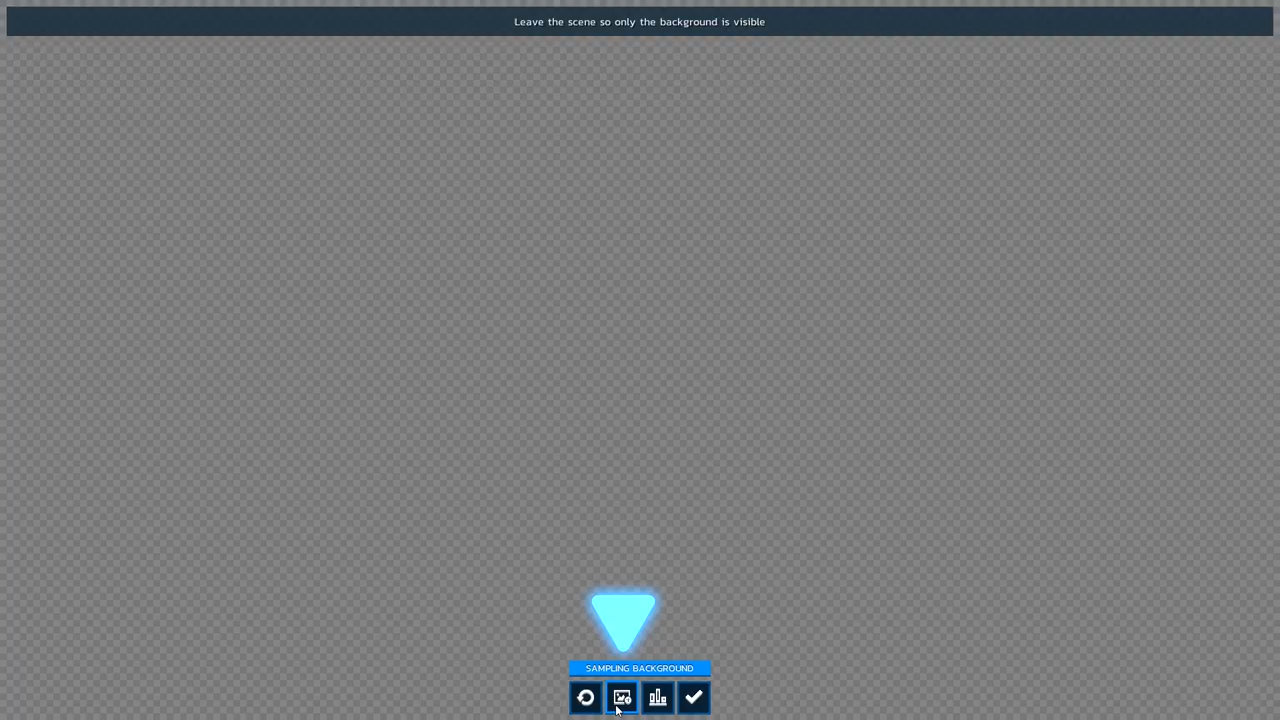 Leave the scene so only the background is visible
SAMPLING BACKGROUND